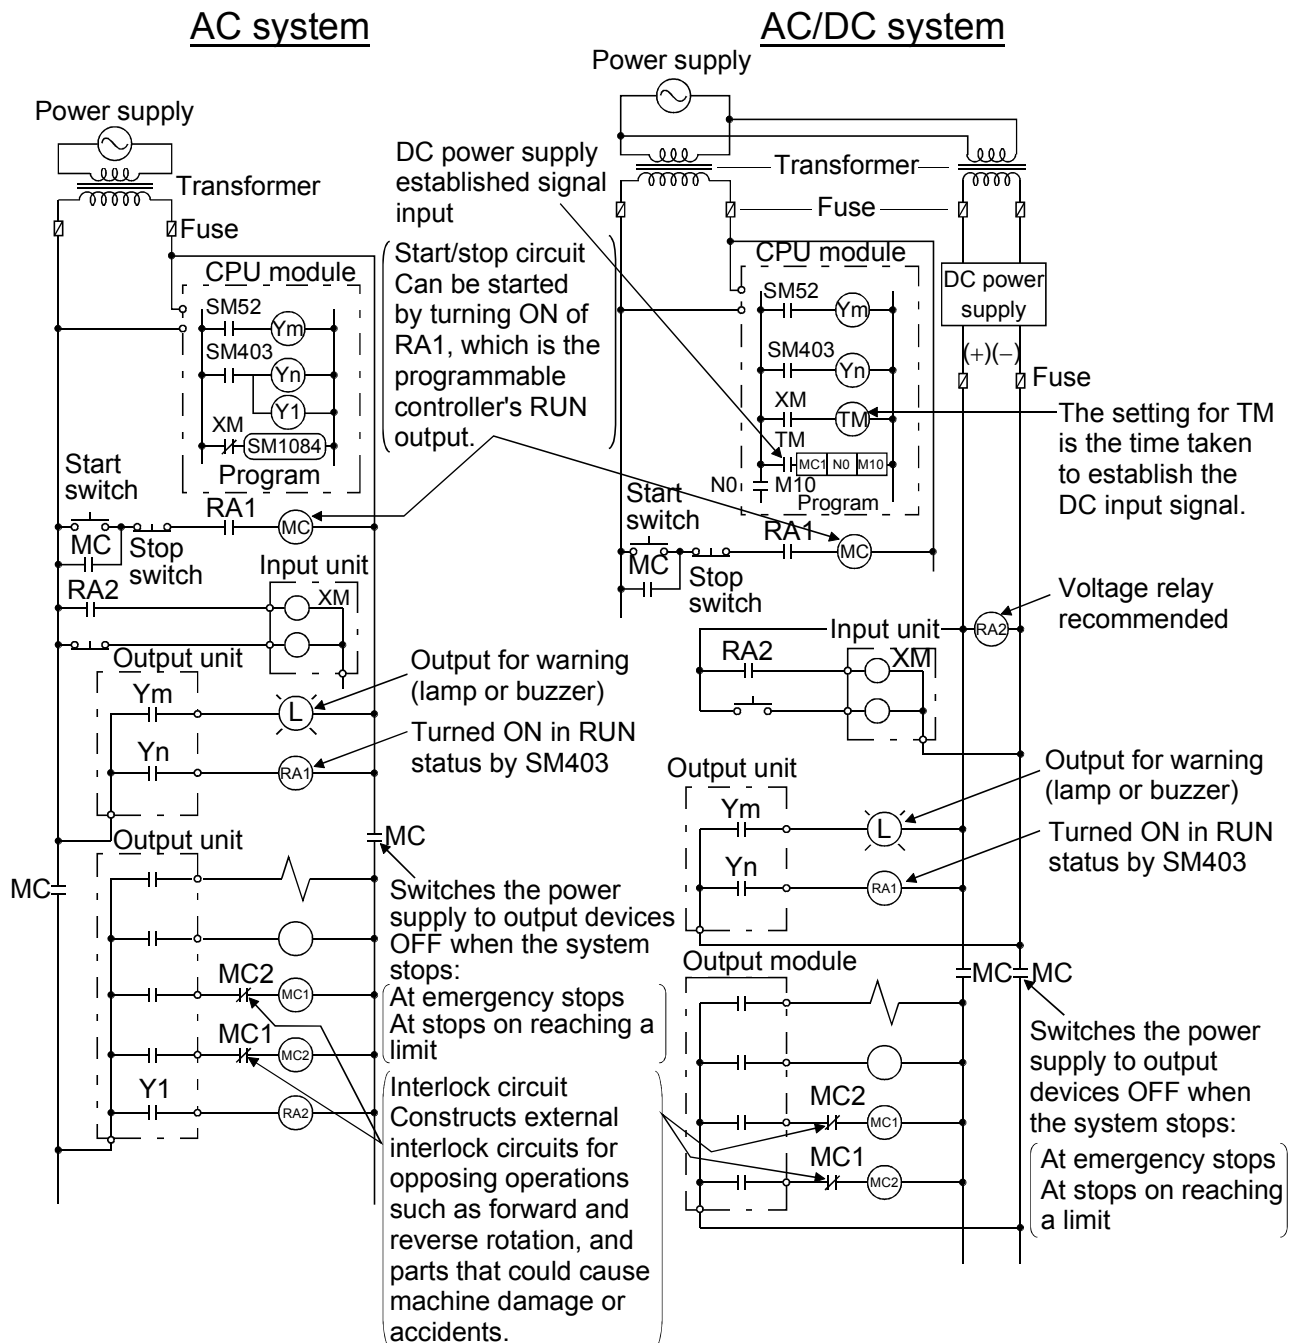 AC system
Power supply
Transformer
Fuse
CPU module
SM52
Ym
SM403
Yn
Y1
XM
SM1084
Program
Start
switch
MC
Stop
switch
RA1
MC
RA2
Input unit
XM
Output unit
Ym
L
Yn
RA1
Output unit
MC
MC
MC2
MC1
MC1
MC2
Y1
RA2
DC power supply
established signal
input
Start/stop circuit
Can be started
by turning ON of
RA1, which is the
programmable
controller's RUN
output.
Output for warning
(lamp or buzzer)
Turned ON in RUN
status by SM403
Switches the power
supply to output devices
OFF when the system
stops:
At emergency stops
At stops on reaching a
limit
Interlock circuit
Constructs external
interlock circuits for
opposing operations
such as forward and
reverse rotation, and
parts that could cause
machine damage or
accidents.
AC/DC system
Power supply
Transformer
Fuse
CPU module
SM52
Ym
SM403
Yn
XM
TM
TM
MC1 N0 M10
N0 M10
Program
DC power
supply
(+)(−)
Fuse
The setting for TM
is the time taken
to establish the
DC input signal.
Start
switch
MC
Stop
switch
RA1
MC
Voltage relay
recommended
RA2
Input unit
RA2
XM
Output unit
Ym
L
Yn
RA1
Output for warning
(lamp or buzzer)
Turned ON in RUN
status by SM403
Output module
MC MC
MC2
MC1
MC1
MC2
Switches the power
supply to output
devices OFF when
the system stops:
At emergency stops
At stops on reaching
a limit